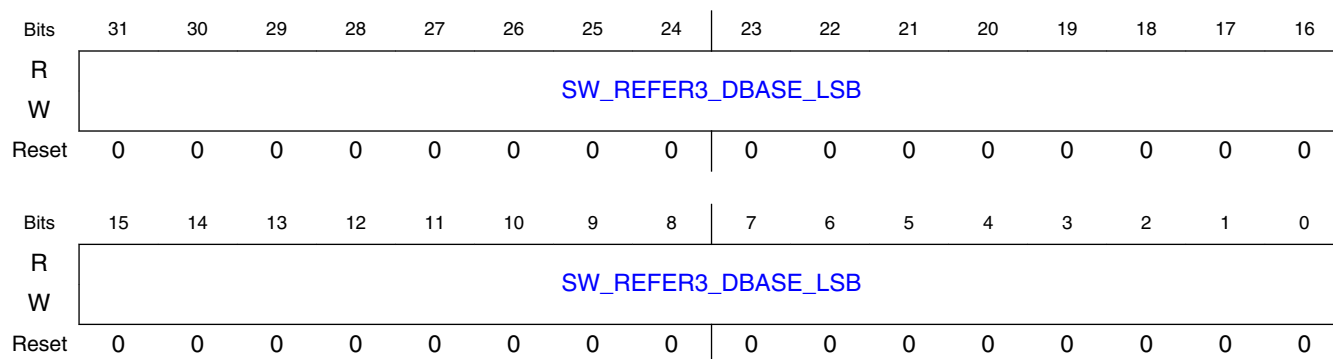 Bits 31 30 29 28 27 26 25 24 23 22 21 20 19 18 17 16
R
SW_REFER3_DBASE_LSB
W
Reset 0 0 0 0 0 0 0 0 0 0 0 0 0 0 0 0
Bits 15 14 13 12 11 10 9 8 7 6 5 4 3 2 1 0
R
SW_REFER3_DBASE_LSB
W
Reset 0 0 0 0 0 0 0 0 0 0 0 0 0 0 0 0